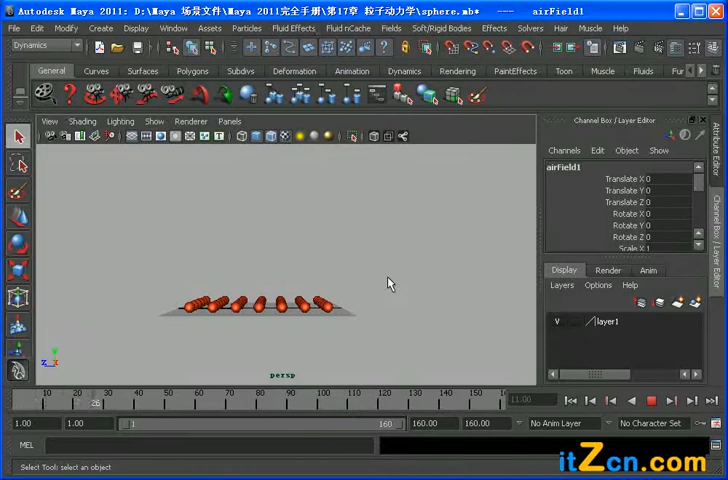 Autodesk Maya 2011: D:\Maya 场景文件\Maya 2011完全手册\第17章 粒子动力学\sphere.mb* --- airField1
File Edit Modify Create Display Window Assets Particles Fluid Effects Fluid nCache Fields Soft/Rigid Bodies Effects Solvers Hair
Dynamics
General Curves Surfaces Polygons Subdivs Deformation Animation Dynamics Rendering PaintEffects Toon Muscle Fluids Fur
View Shading Lighting Show Renderer Panels
Channel Box / Layer Editor
Channels Edit Object Show
airField1
Translate X 0
Translate Y 0
Translate Z 0
Rotate X 0
Rotate Y 0
Rotate Z 0
Scale X 1
Attribute Editor
Channel Box / Layer Editor
Display Render Anim
Layers Options Help
V layer1
persp
10 20 26 30 40 50 60 70 80 90 100 110 120 130 140 150 11.00
1.00 1.00 1 160 160.00 160.00 No Anim Layer No Character Set
MEL
Select Tool: select an object
itZcn.com